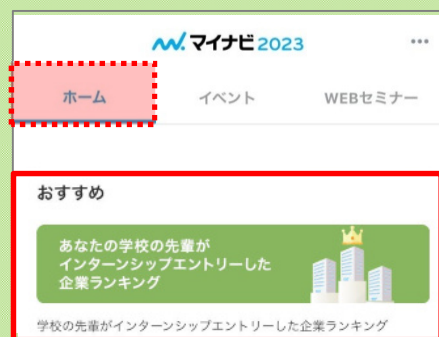 マイナビ2023
ホーム イベント WEBセミナー
おすすめ
あなたの学校の先輩が
インターンシップエントリーした
企業ランキング
学校の先輩がインターンシップエントリーした企業ランキング